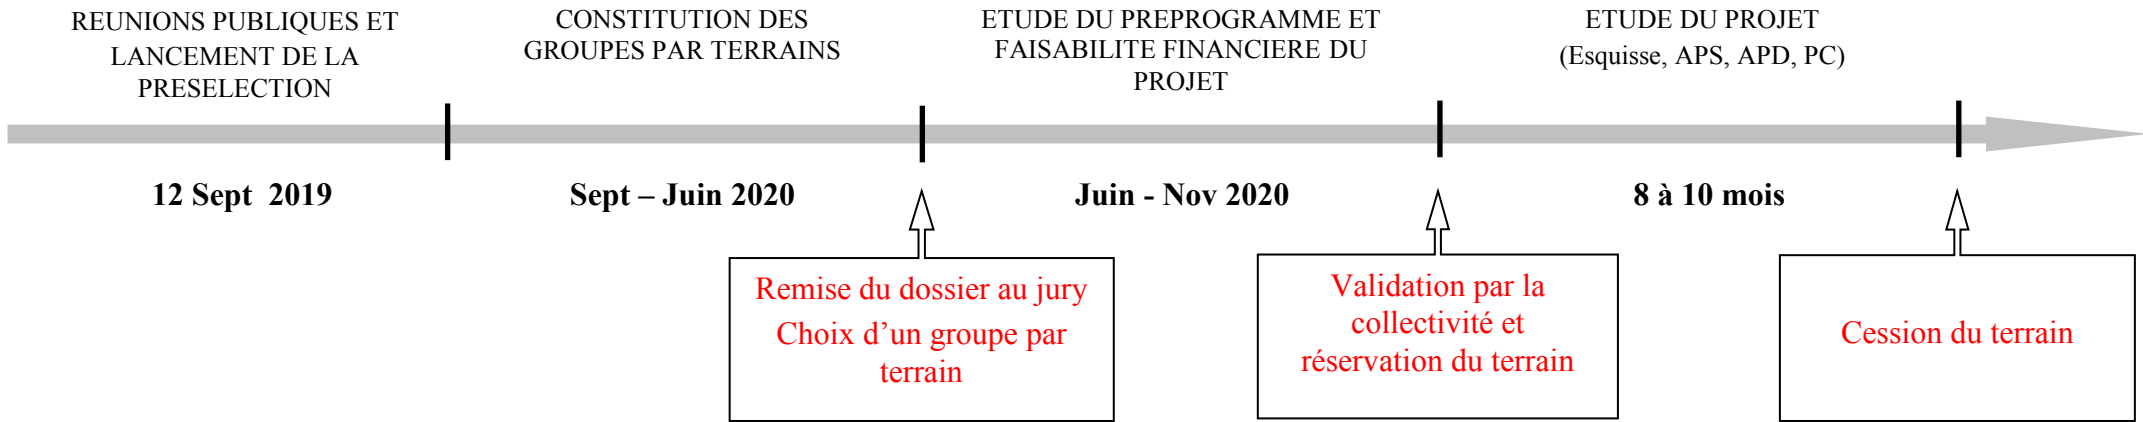 REUNIONS PUBLIQUES ET
LANCEMENT DE LA
PRESELECTION
CONSTITUTION DES
GROUPES PAR TERRAINS
ETUDE DU PREPROGRAMME ET
FAISABILITE FINANCIERE DU
PROJET
ETUDE DU PROJET
(Esquisse, APS, APD, PC)
12 Sept 2019
Sept – Juin 2020
Juin - Nov 2020
8 à 10 mois
Remise du dossier au jury
Choix d’un groupe par
terrain
Validation par la
collectivité et
réservation du terrain
Cession du terrain